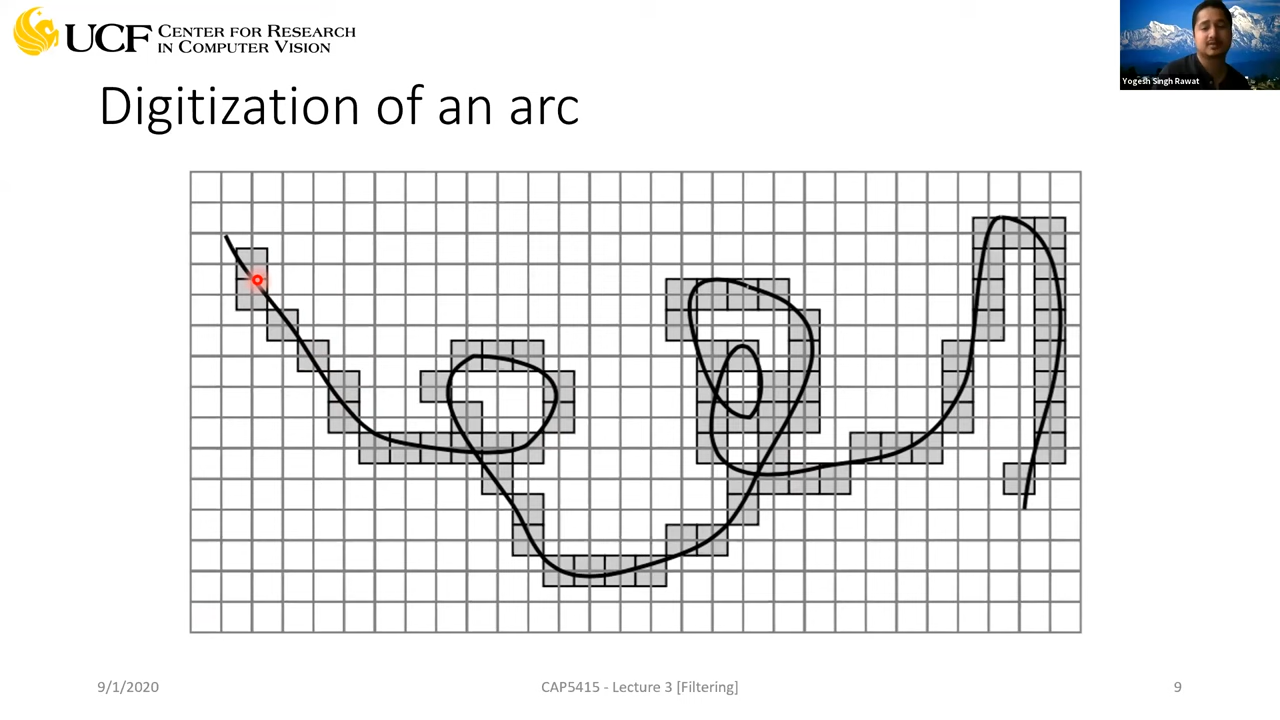 UCF CENTER FOR RESEARCH
IN COMPUTER VISION
Yogesh Singh Rawat
Digitization of an arc
9/1/2020
CAP5415 - Lecture 3 [Filtering]
9